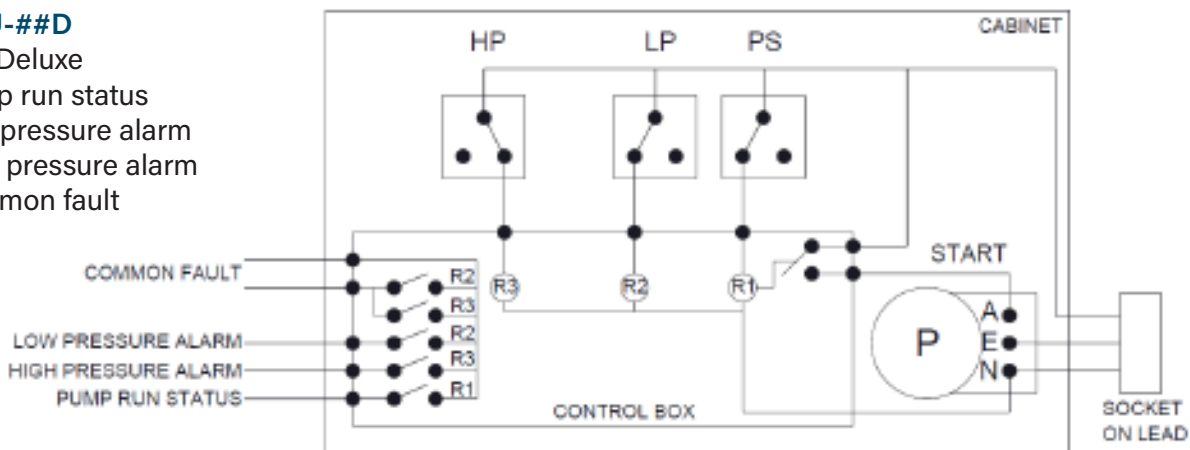 -##D
Deluxe
run status
pressure alarm
pressure alarm
fault
CABINET
HP LP PS
START
COMMON FAULT
LOW PRESSURE ALARM
HIGH PRESSURE ALARM
PUMP RUN STATUS
R2
R3
R2
R3
R1
R3 R2 R1
P
A
E
N
CONTROL BOX
SOCKET
ON LEAD